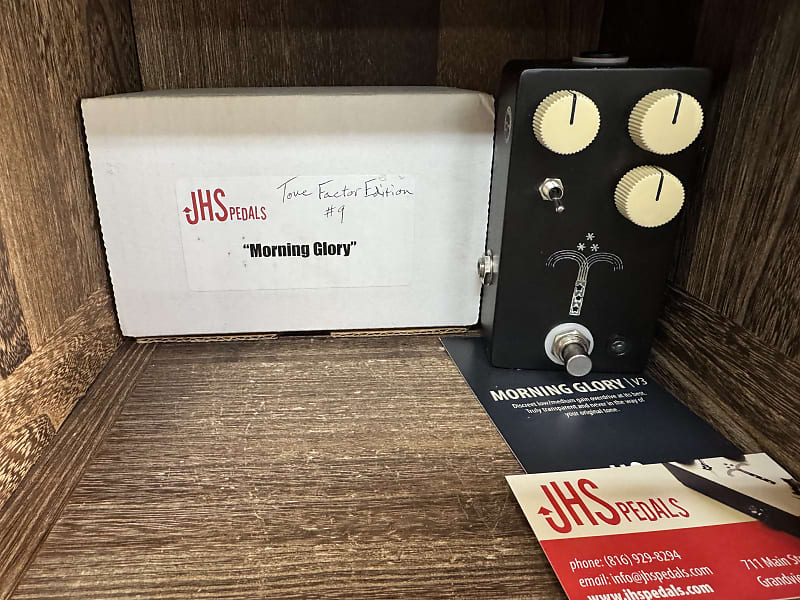 JHS PEDALS
Tone Factor Edition
#9
"Morning Glory"
MORNING GLORY | V3
Discreet low/medium gain overdrive at its best.
Truly transparent and never in the way of
your original tone.
JHS PEDALS
phone: (816) 929-8294
email: info@jhspedals.com
www.jhspedals.com
711 Main St
Grandvi